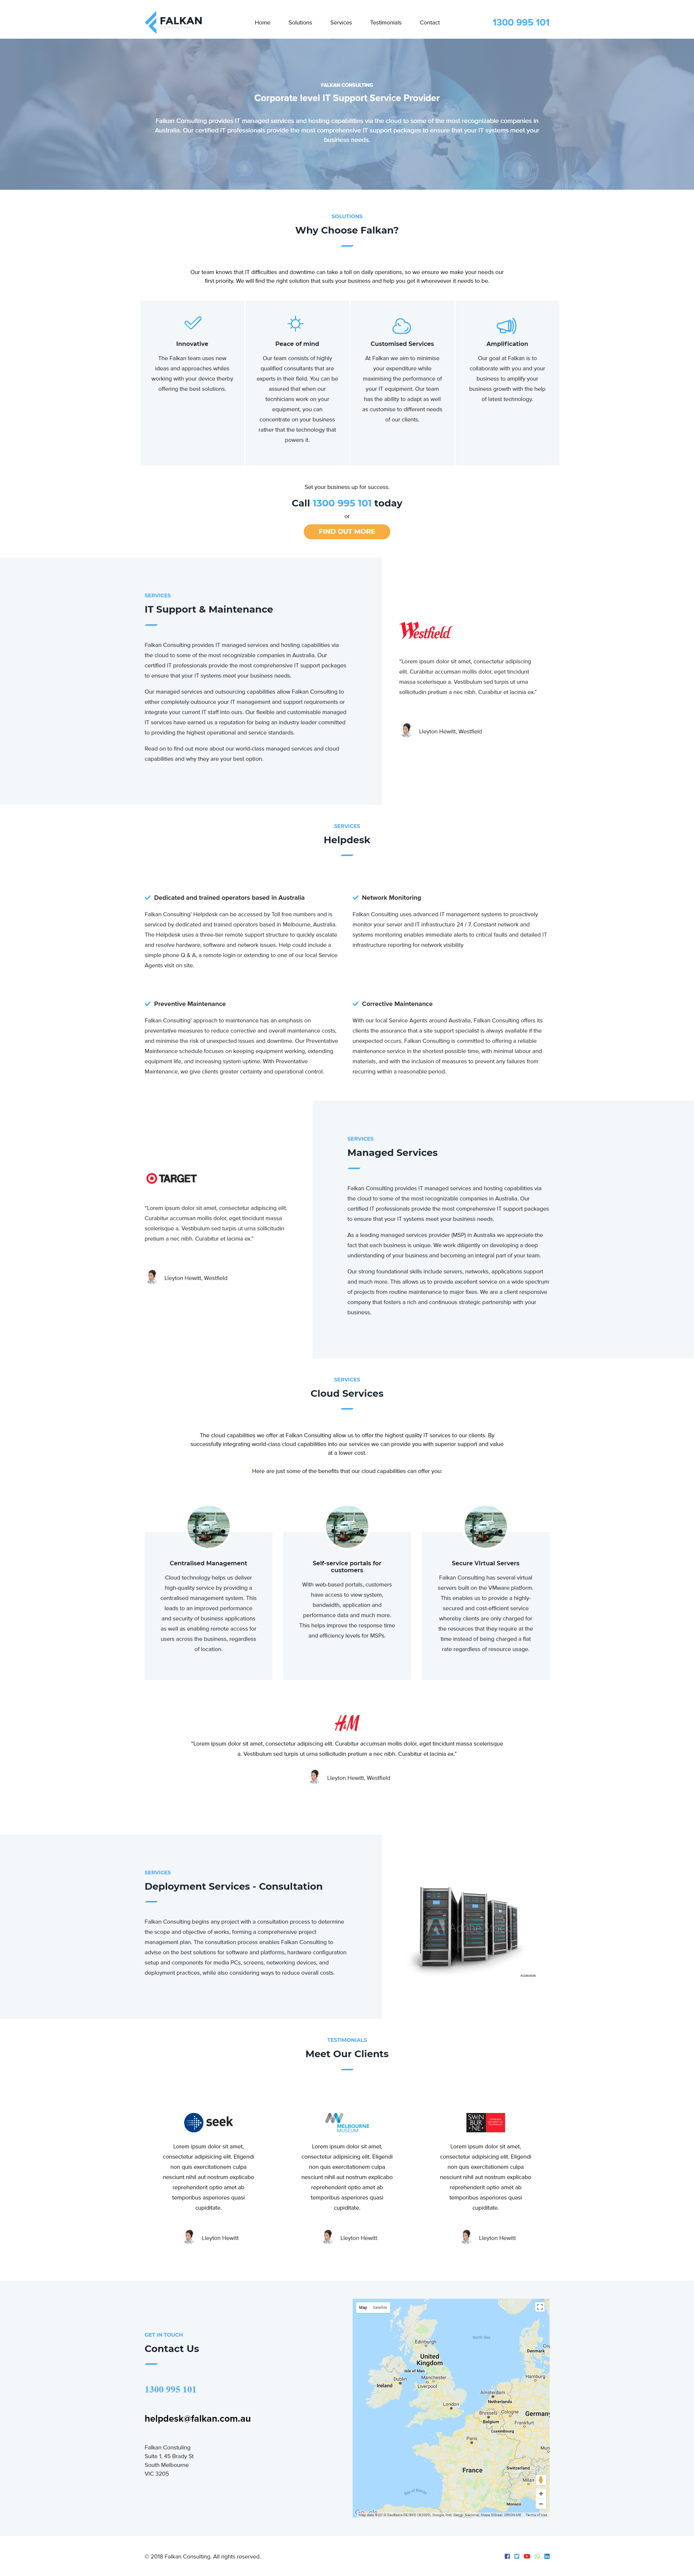 FALKAN
Home Solutions Services Testimonials Contact
1300 995 101
FALKAN CONSULTING
Corporate level IT Support Service Provider
Falkan Consulting provides IT managed services and hosting capabilities via the cloud to some of the most recognizable companies in
Australia. Our certified IT professionals provide the most comprehensive IT support packages to ensure that your IT systems meet your
business needs.
SOLUTIONS
Why Choose Falkan?
Our team knows that IT difficulties and downtime can take a toll on daily operations, so we ensure we make your needs our
first priority. We will find the right solution that suits your business and help you get it wherewever it needs to be.
Innovative
The Falkan team uses new
ideas and approaches whiles
working with your device therby
offering the best solutions.
Peace of mind
Our team consists of highly
qualified consultants that are
experts in their field. You can be
assured that when our
tecnhicians work on your
equipment, you can
concentrate on your business
rather that the technology that
powers it.
Customised Services
At Falkan we aim to minimise
your expenditure while
maximising the performance of
your IT equipment. Our team
has the ability to adapt as well
as customise to different needs
of our clients.
Amplification
Our goal at Falkan is to
collaborate with you and your
business to amplify your
business growth with the help
of latest technology.
Set your business up for success.
Call 1300 995 101 today
or
FIND OUT MORE
SERVICES
IT Support & Maintenance
Falkan Consulting provides IT managed services and hosting capabilities via
the cloud to some of the most recognizable companies in Australia. Our
certified IT professionals provide the most comprehensive IT support packages
to ensure that your IT systems meet your business needs.
Our managed services and outsourcing capabilities allow Falkan Consulting to
either completely outsource your IT management and support requirements or
integrate your current IT staff into ours. Our flexible and customisable managed
IT services have earned us a reputation for being an industry leader committed
to providing the highest operational and service standards.
Read on to find out more about our world-class managed services and cloud
capabilities and why they are your best option.
Westfield
"Lorem ipsum dolor sit amet, consectetur adipiscing
elit. Curabitur accumsan mollis dolor, eget tincidunt
massa scelerisque a. Vestibulum sed turpis ut urna
sollicitudin pretium a nec nibh. Curabitur et lacinia ex."
Lleyton Hewitt, Westfield
SERVICES
Helpdesk
Dedicated and trained operators based in Australia
Falkan Consulting' Helpdesk can be accessed by Toll free numbers and is
serviced by dedicated and trained operators based in Melbourne, Australia.
The Helpdesk uses a three-tier remote support structure to quickly escalate
and resolve hardware, software and network issues. Help could include a
simple phone Q & A, a remote login or extending to one of our local Service
Agents visit on site.
Network Monitoring
Falkan Consulting uses advanced IT management systems to proactively
monitor your server and IT infrastructure 24 / 7. Constant network and
systems monitoring enables immediate alerts to critical faults and detailed IT
infrastructure reporting for network visibility
Preventive Maintenance
Falkan Consulting' approach to maintenance has an emphasis on
preventative measures to reduce corrective and overall maintenance costs,
and minimise the risk of unexpected issues and downtime. Our Preventative
Maintenance schedule focuses on keeping equipment working, extending
equipment life, and increasing system uptime. With Preventative
Maintenance, we give clients greater certainty and operational control.
Corrective Maintenance
With our local Service Agents around Australia, Falkan Consulting offers its
clients the assurance that a site support specialist is always available if the
unexpected occurs. Falkan Consulting is committed to offering a reliable
maintenance service in the shortest possible time, with minimal labour and
materials, and with the inclusion of measures to prevent any failures from
recurring within a reasonable period.
TARGET
"Lorem ipsum dolor sit amet, consectetur adipiscing elit.
Curabitur accumsan mollis dolor, eget tincidunt massa
scelerisque a. Vestibulum sed turpis ut urna sollicitudin
pretium a nec nibh. Curabitur et lacinia ex."
Lleyton Hewitt, Westfield
SERVICES
Managed Services
Falkan Consulting provides IT managed services and hosting capabilities via
the cloud to some of the most recognizable companies in Australia. Our
certified IT professionals provide the most comprehensive IT support packages
to ensure that your IT systems meet your business needs.
As a leading managed services provider (MSP) in Australia we appreciate the
fact that each business is unique. We work diligently on developing a deep
understanding of your business and becoming an integral part of your team.
Our strong foundational skills include servers, networks, applications support
and much more. This allows us to provide excellent service on a wide spectrum
of projects from routine maintenance to major fixes. We are a client responsive
company that fosters a rich and continuous strategic partnership with your
business.
SERVICES
Cloud Services
The cloud capabilities we offer at Falkan Consulting allow us to offer the highest quality IT services to our clients. By
successfully integrating world-class cloud capabilities into our services we can provide you with superior support and value
at a lower cost.
Here are just some of the benefits that our cloud capabilities can offer you:
Centralised Management
Cloud technology helps us deliver
high-quality service by providing a
centralised management system. This
leads to an improved performance
and security of business applications
as well as enabling remote access for
users across the business, regardless
of location.
Self-service portals for
customers
With web-based portals, customers
have access to view system,
bandwidth, application and
performance data and much more.
This helps improve the response time
and efficiency levels for MSPs.
Secure Virtual Servers
Falkan Consulting has several virtual
servers built on the VMware platform.
This enables us to provide a highly-
secured and cost-efficient service
whereby clients are only charged for
the resources that they require at the
time instead of being charged a flat
rate regardless of resource usage.
H&M
"Lorem ipsum dolor sit amet, consectetur adipiscing elit. Curabitur accumsan mollis dolor, eget tincidunt massa scelerisque
a. Vestibulum sed turpis ut urna sollicitudin pretium a nec nibh. Curabitur et lacinia ex."
Lleyton Hewitt, Westfield
SERVICES
Deployment Services - Consultation
Falkan Consulting begins any project with a consultation process to determine
the scope and objective of works, forming a comprehensive project
management plan. The consultation process enables Falkan Consulting to
advise on the best solutions for software and platforms, hardware configuration
setup and components for media PCs, screens, networking devices, and
deployment practices, while also considering ways to reduce overall costs.
TESTIMONIALS
Meet Our Clients
seek
Lorem ipsum dolor sit amet,
consectetur adipisicing elit. Eligendi
non quis exercitationem culpa
nesciunt nihil aut nostrum explicabo
reprehenderit optio amet ab
temporibus asperiores quasi
cupiditate.
Lleyton Hewitt
MELBOURNE
MUSEUM
Lorem ipsum dolor sit amet,
consectetur adipisicing elit. Eligendi
non quis exercitationem culpa
nesciunt nihil aut nostrum explicabo
reprehenderit optio amet ab
temporibus asperiores quasi
cupiditate.
Lleyton Hewitt
SWIN
BUR
*NE*
Lorem ipsum dolor sit amet,
consectetur adipisicing elit. Eligendi
non quis exercitationem culpa
nesciunt nihil aut nostrum explicabo
reprehenderit optio amet ab
temporibus asperiores quasi
cupiditate.
Lleyton Hewitt
GET IN TOUCH
Contact Us
1300 995 101
helpdesk@falkan.com.au
Falkan Constuling
Suite 1, 45 Brady St
South Melbourne
VIC 3205
Map Satellite
North Sea
Edinburgh
Denmark
United
Kingdom
Isle of Man
Hamburg
Dublin
Manchester
Ireland
Liverpool
Amsterdam
Netherlands
London
Brussels
Cologne
Germany
Belgium
Frankfurt
Luxembourg
Paris
Switzerland
France
Milan
Bay of Biscay
Monaco
Google
Terms of Use
© 2018 Falkan Consulting. All rights reserved.